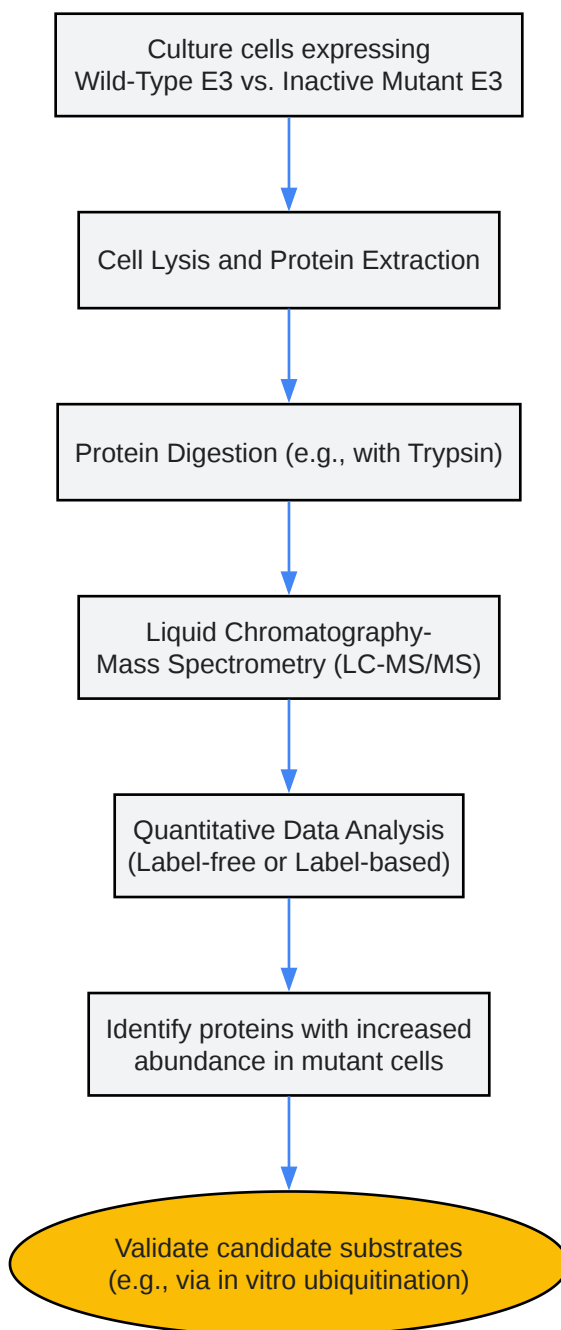 Culture cells expressing
Wild-Type E3 vs. Inactive Mutant E3
Cell Lysis and Protein Extraction
Protein Digestion (e.g., with Trypsin)
Liquid Chromatography-
Mass Spectrometry (LC-MS/MS)
Quantitative Data Analysis
(Label-free or Label-based)
Identify proteins with increased
abundance in mutant cells
Validate candidate substrates
(e.g., via in vitro ubiquitination)